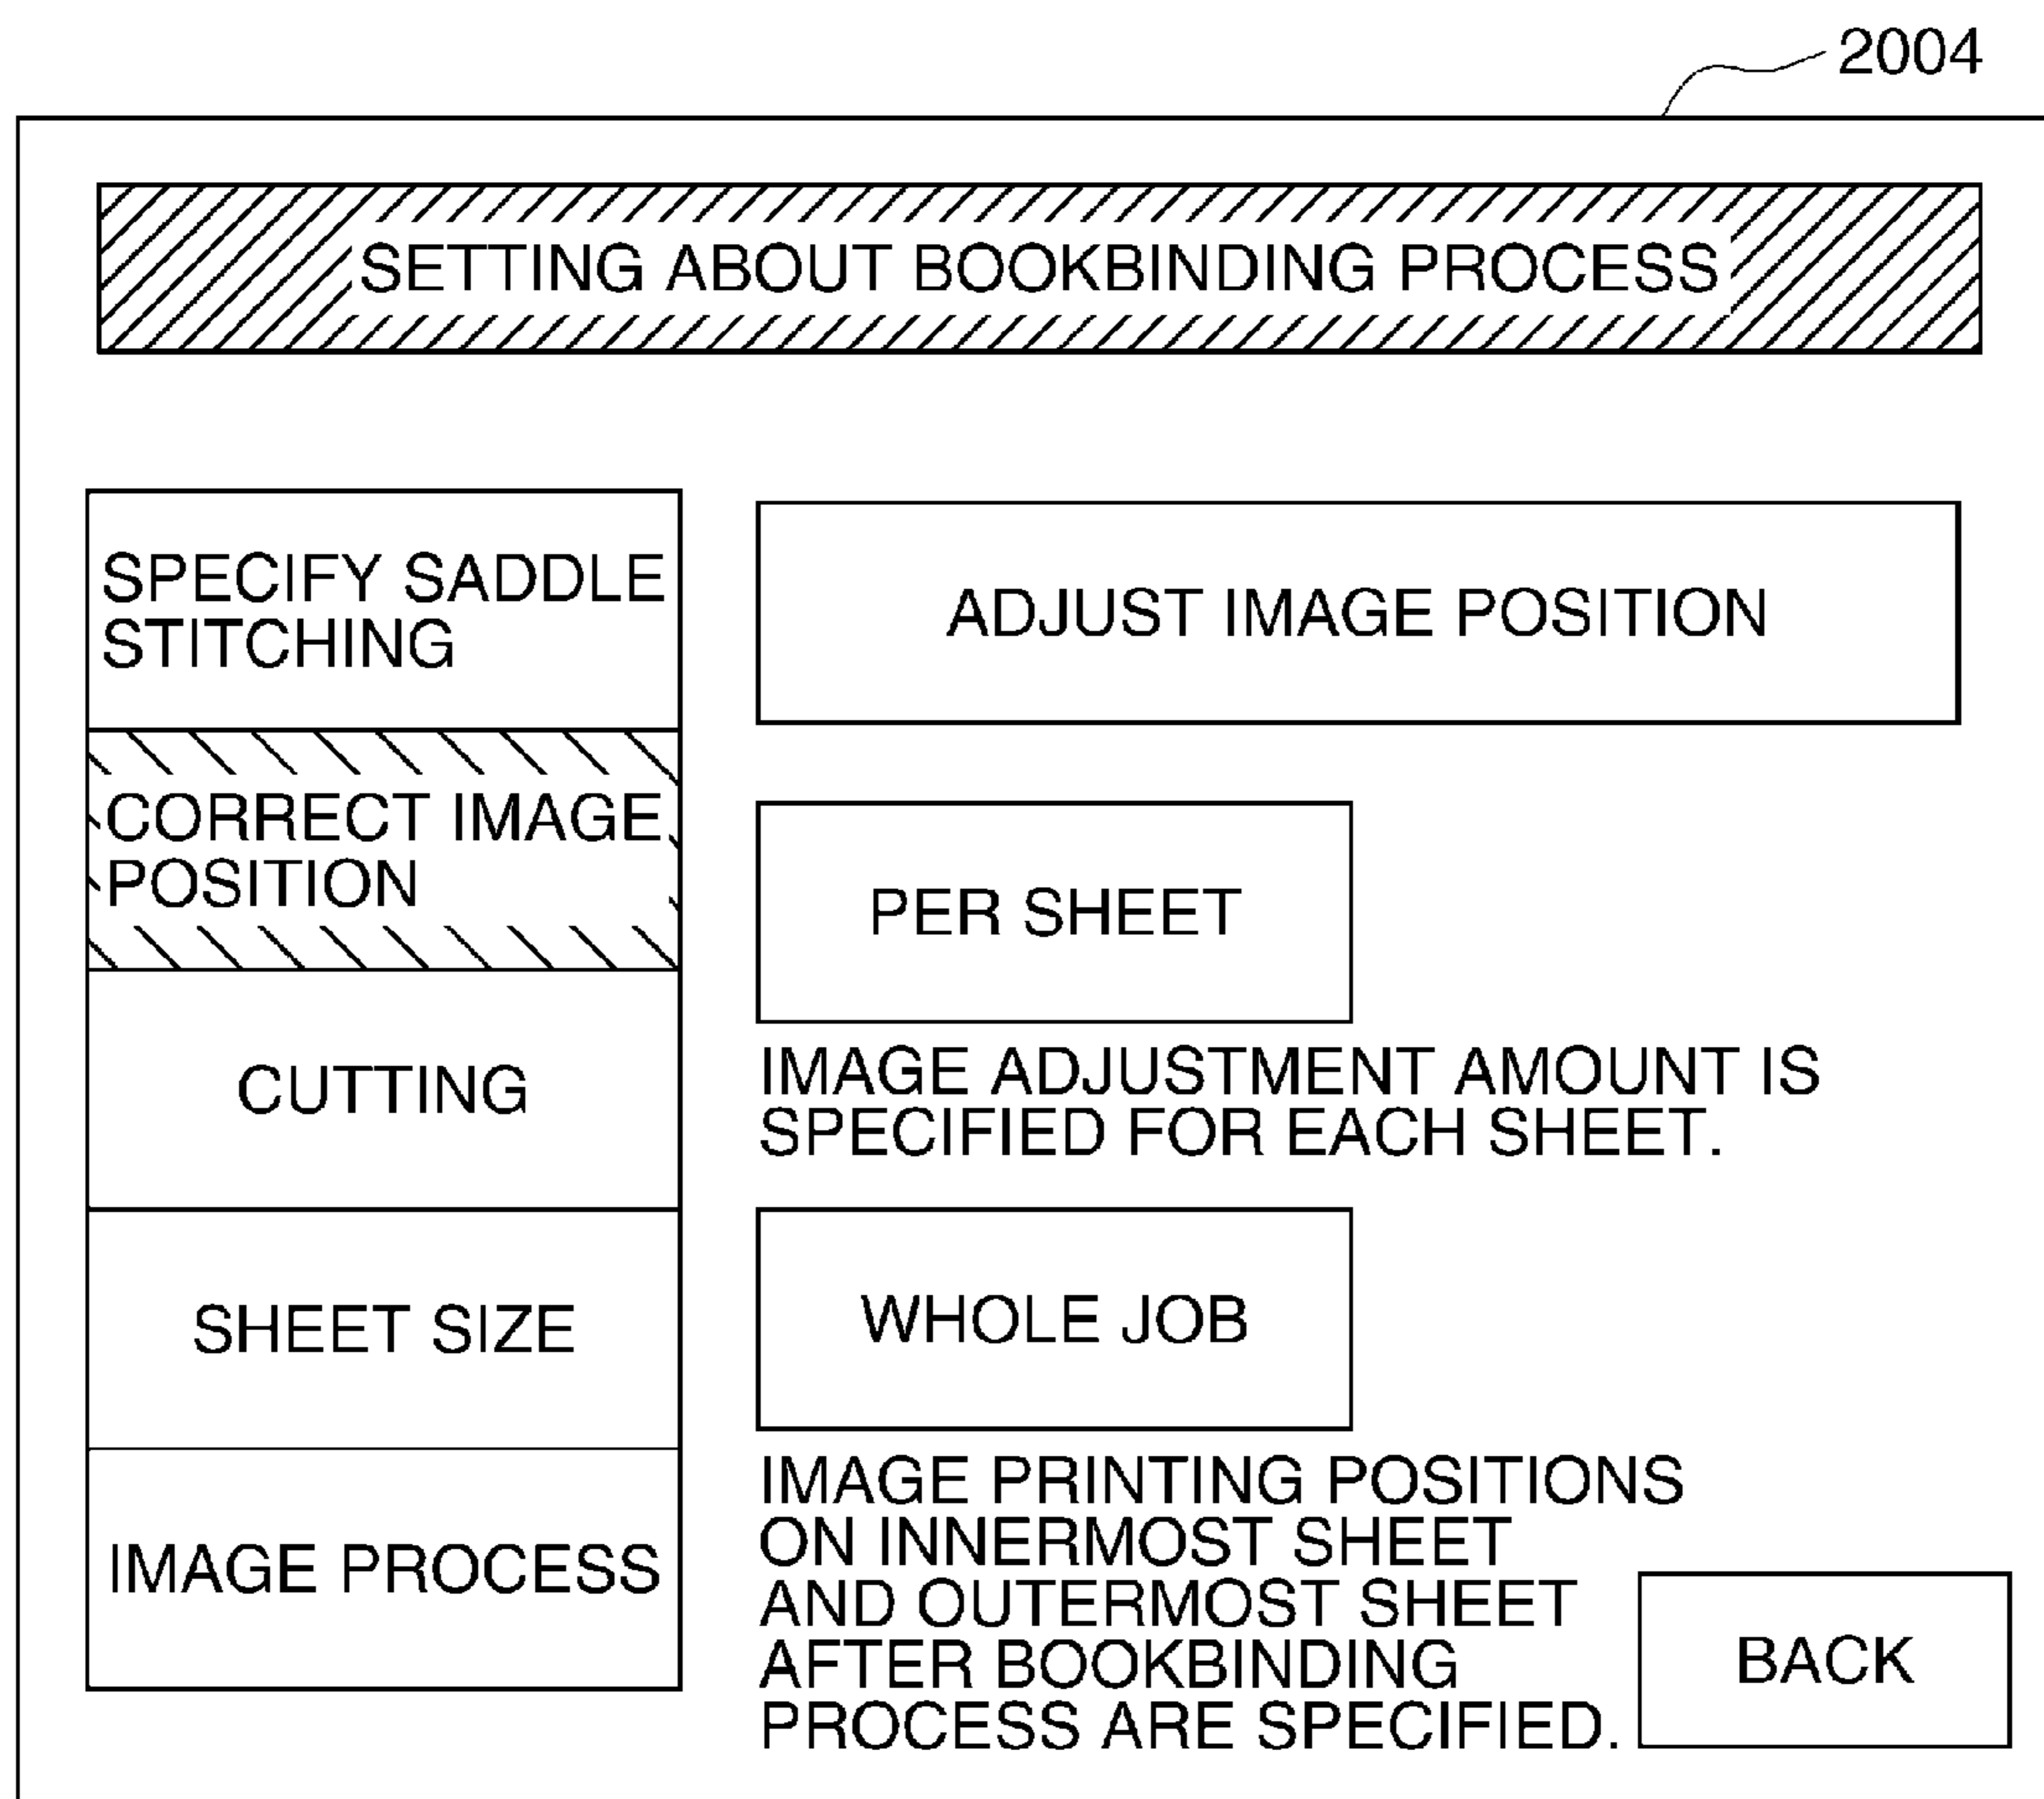 2004
SETTING ABOUT BOOKBINDING PROCESS
SPECIFY SADDLE
STITCHING
CORRECT IMAGE
POSITION
CUTTING
SHEET SIZE
IMAGE PROCESS
ADJUST IMAGE POSITION
PER SHEET
IMAGE ADJUSTMENT AMOUNT IS
SPECIFIED FOR EACH SHEET.
WHOLE JOB
IMAGE PRINTING POSITIONS
ON INNERMOST SHEET
AND OUTERMOST SHEET
AFTER BOOKBINDING
PROCESS ARE SPECIFIED.
BACK